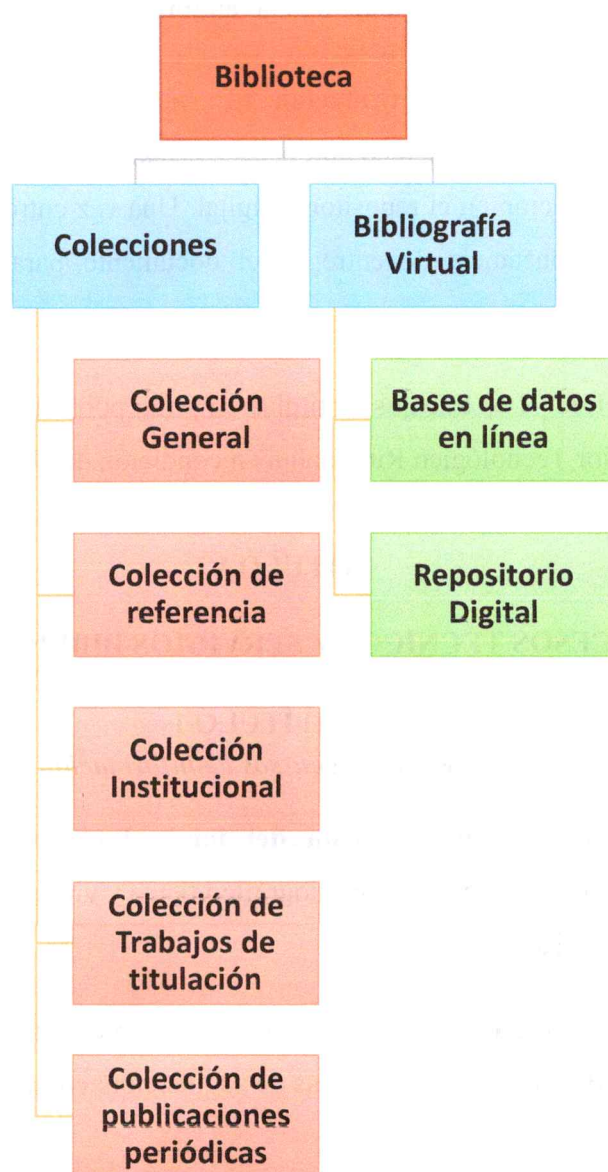 Biblioteca
Colecciones
Bibliografía
Virtual
Colección
General
Colección de
referencia
Colección
Institucional
Colección de
Trabajos de
titulación
Colección de
publicaciones
periódicas
Bases de datos
en línea
Repositorio
Digital